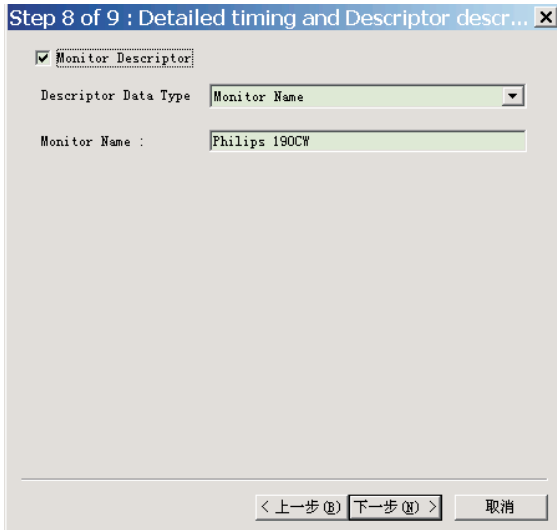 Step 8 of 9 : Detailed timing and Descriptor descr...
Monitor Descriptor
Descriptor Data Type Monitor Name
Monitor Name : Philips 190CW
< 上一步(B) 下一步(N) > 取消